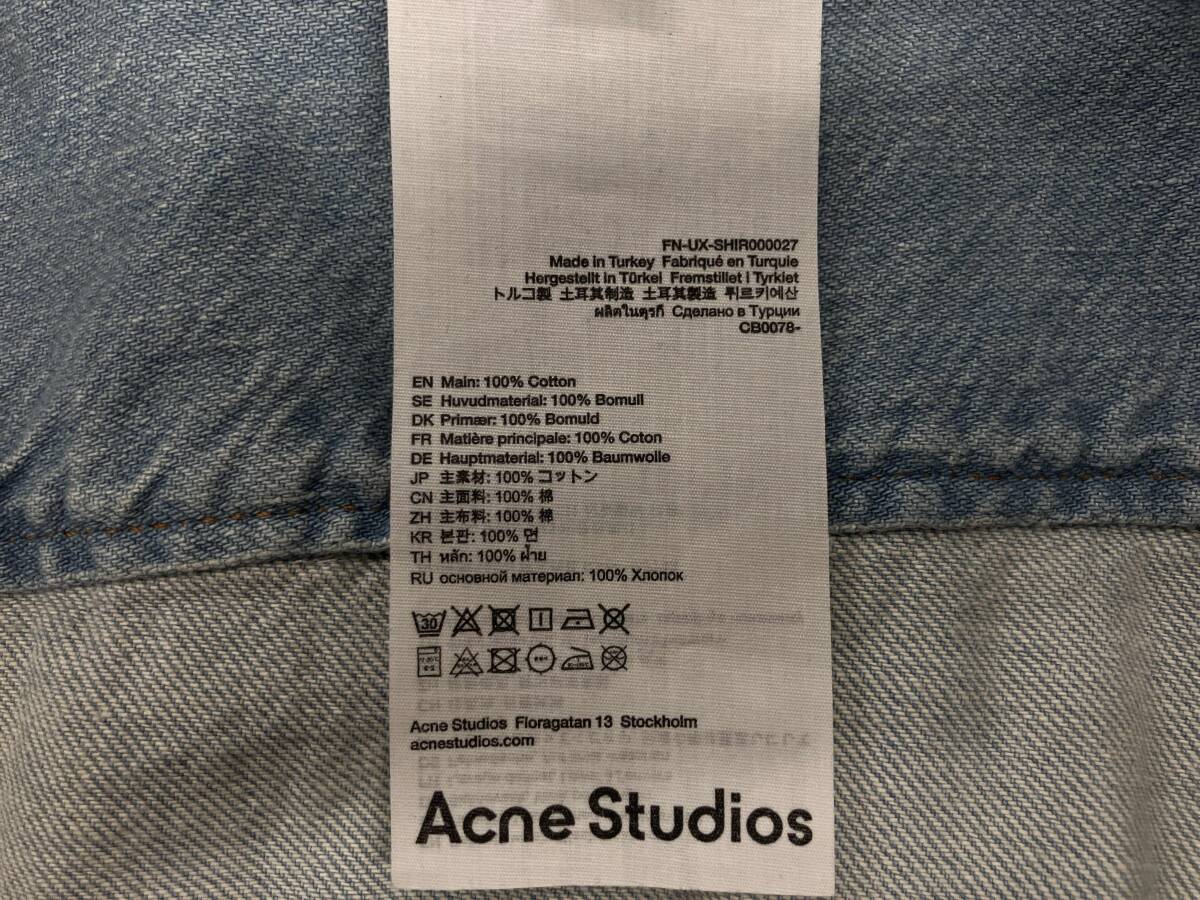 FN-UX-SHIR000027
Made in Turkey Fabriqué en Turquie
Hergestellt in Türkei Fremstillet i Tyrkiet
トルコ製 土耳其制造 土耳其製造 튀르키예산
ผลิตในตุรกี Сделано в Турции
CB0078-
EN Main: 100% Cotton
SE Huvudmaterial: 100% Bomull
DK Primær: 100% Bomuld
FR Matière principale: 100% Coton
DE Hauptmaterial: 100% Baumwolle
JP 主素材: 100% コットン
CN 主面料: 100% 棉
ZH 主布料: 100% 棉
KR 본판: 100% 면
TH หลัก: 100% ฝ้าย
RU основной материал: 100% Хлопок
30
Acne Studios Floragatan 13 Stockholm
acnestudios.com
Acne Studios